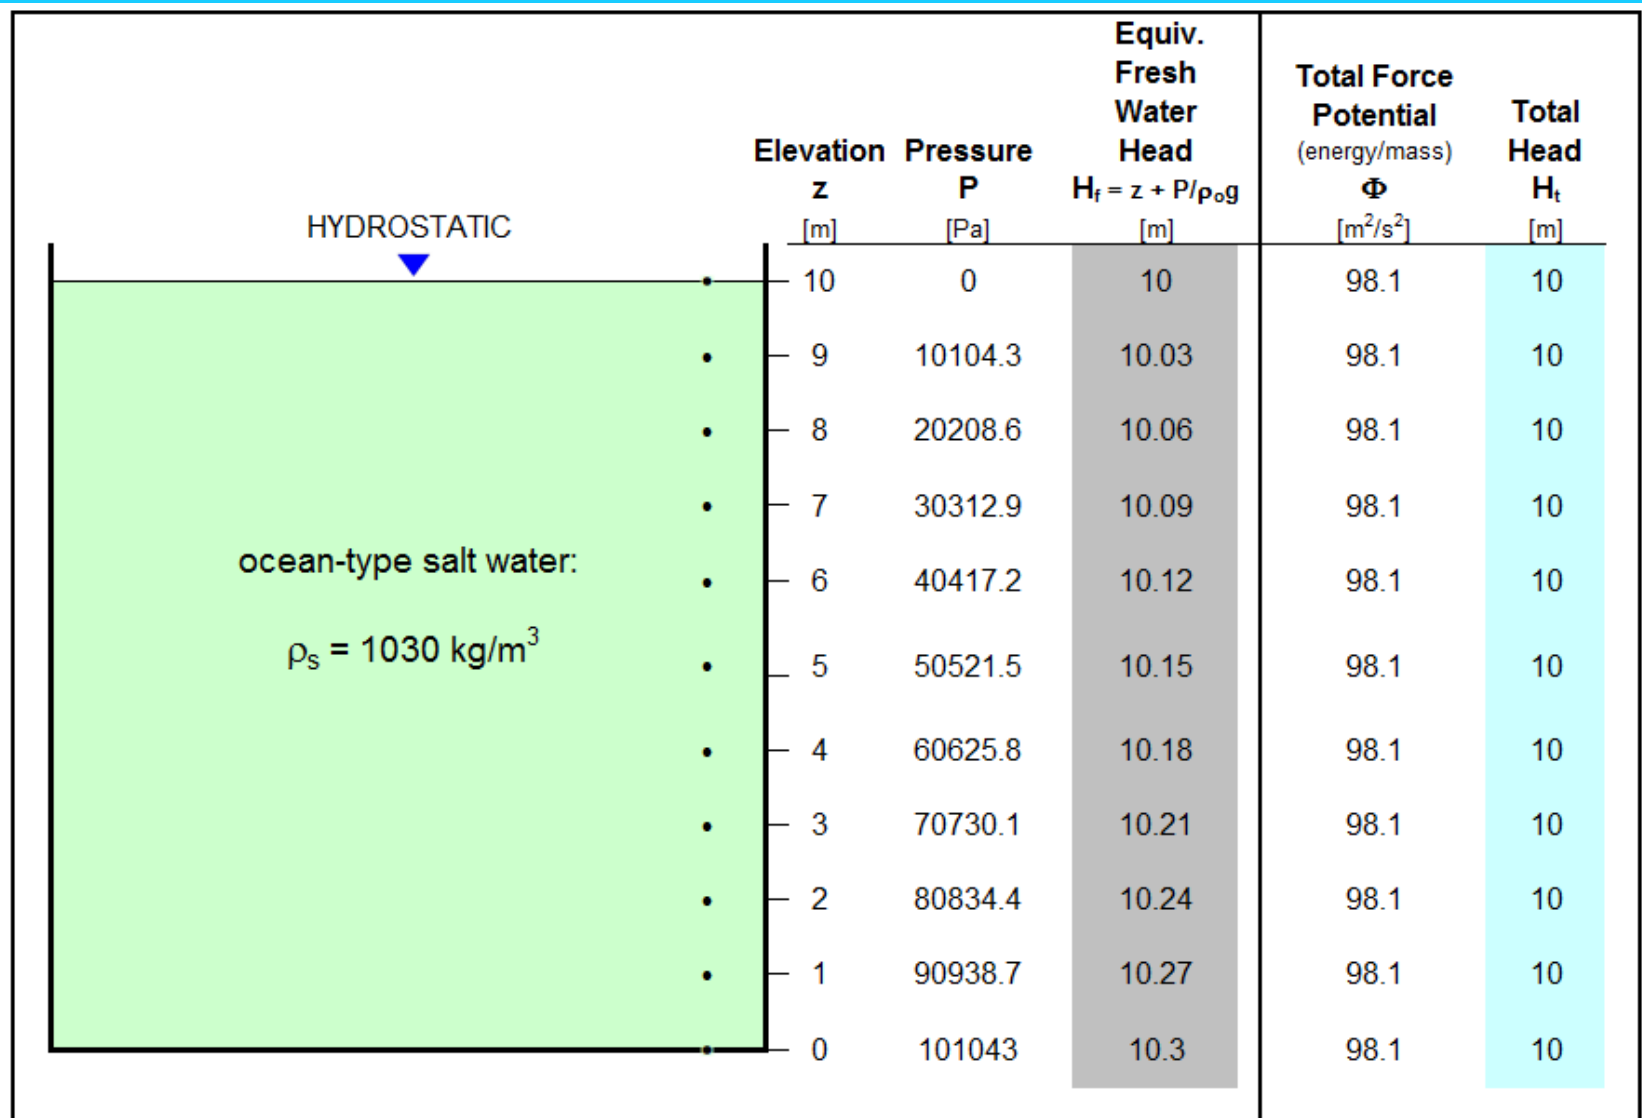 Equiv.
Fresh
Water
Head
H_f = z + P/ρ₀g
[m]
Total Force
Potential
(energy/mass)
Φ
[m²/s²]
Total
Head
Hₜ
[m]
Elevation
z
[m]
Pressure
P
[Pa]
HYDROSTATIC
10 0 10 98.1 10
9 10104.3 10.03 98.1 10
8 20208.6 10.06 98.1 10
7 30312.9 10.09 98.1 10
6 40417.2 10.12 98.1 10
5 50521.5 10.15 98.1 10
4 60625.8 10.18 98.1 10
3 70730.1 10.21 98.1 10
2 80834.4 10.24 98.1 10
1 90938.7 10.27 98.1 10
0 101043 10.3 98.1 10
ocean-type salt water:
ρₛ = 1030 kg/m³